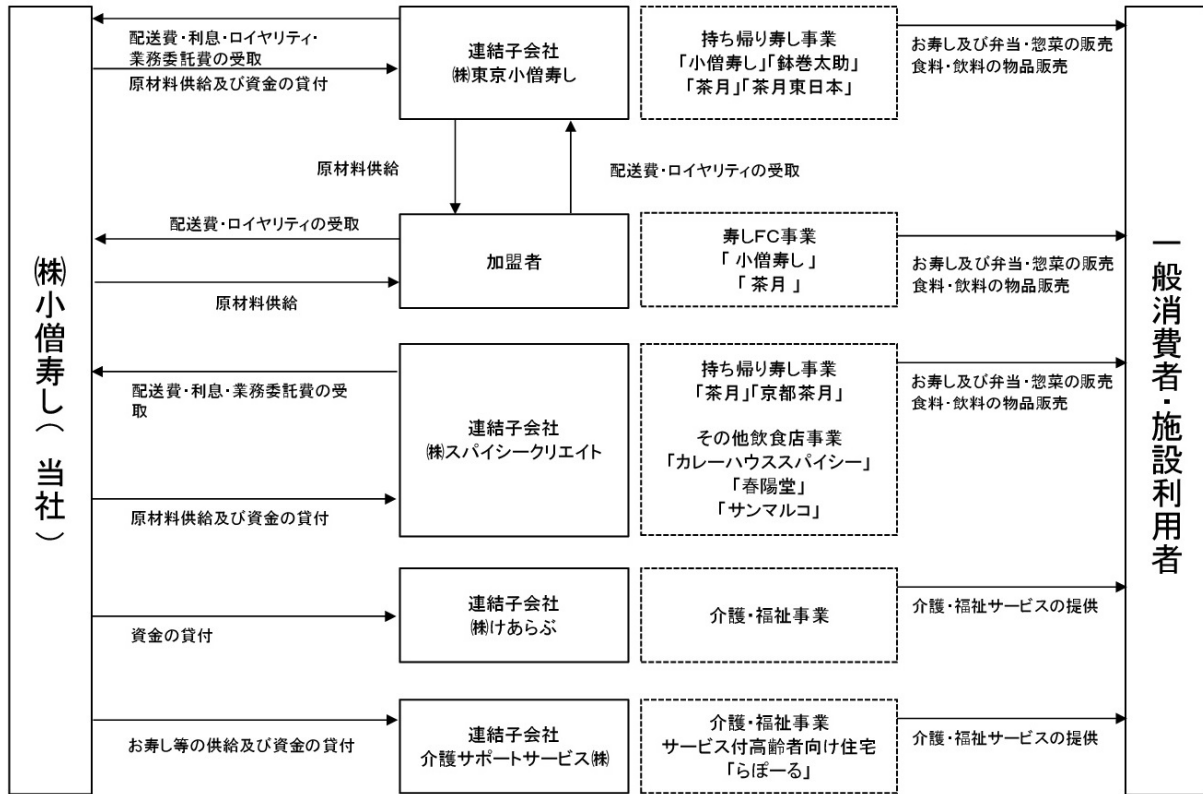 ㈱小僧寿し（当社）
配送費・利息・ロイヤリティ・
業務委託費の受取
原材料供給及び資金の貸付
連結子会社
㈱東京小僧寿し
持ち帰り寿し事業
「小僧寿し」「鉢巻太助」
「茶月」「茶月東日本」
お寿し及び弁当・惣菜の販売
食料・飲料の物品販売
原材料供給
配送費・ロイヤリティの受取
配送費・ロイヤリティの受取
原材料供給
加盟者
寿しFC事業
「 小僧寿し 」
「 茶月 」
お寿し及び弁当・惣菜の販売
食料・飲料の物品販売
配送費・利息・業務委託費の受
取
原材料供給及び資金の貸付
連結子会社
㈱スパイシークリエイト
持ち帰り寿し事業
「茶月」「京都茶月」
その他飲食店事業
「カレーハウススパイシー」
「春陽堂」
「サンマルコ」
お寿し及び弁当・惣菜の販売
食料・飲料の物品販売
資金の貸付
連結子会社
㈱けあらぶ
介護・福祉事業
介護・福祉サービスの提供
お寿し等の供給及び資金の貸付
連結子会社
介護サポートサービス㈱
介護・福祉事業
サービス付高齢者向け住宅
「らぽーる」
介護・福祉サービスの提供
一般消費者・施設利用者